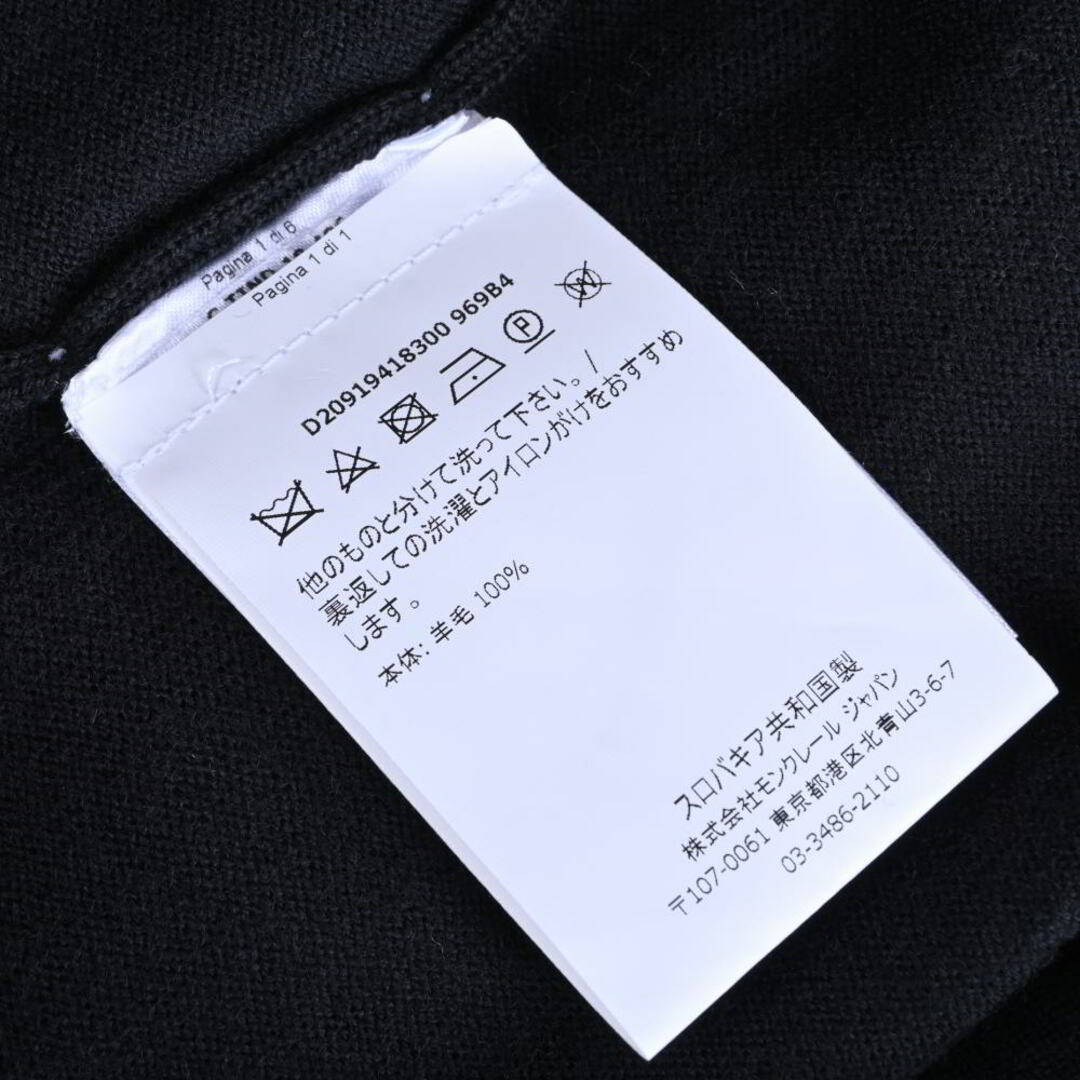 Pagina 1 di 6
Pagina 1 di 1
D20919418300 969B4
P
W
他のものと分けて洗って下さい。/
裏返しての洗濯とアイロンがけをおすすめ
します。
本体: 羊毛 100%
スロバキア共和国製
株式会社モンクレール ジャパン
〒107-0061 東京都港区北青山3-6-7
03-3486-2110